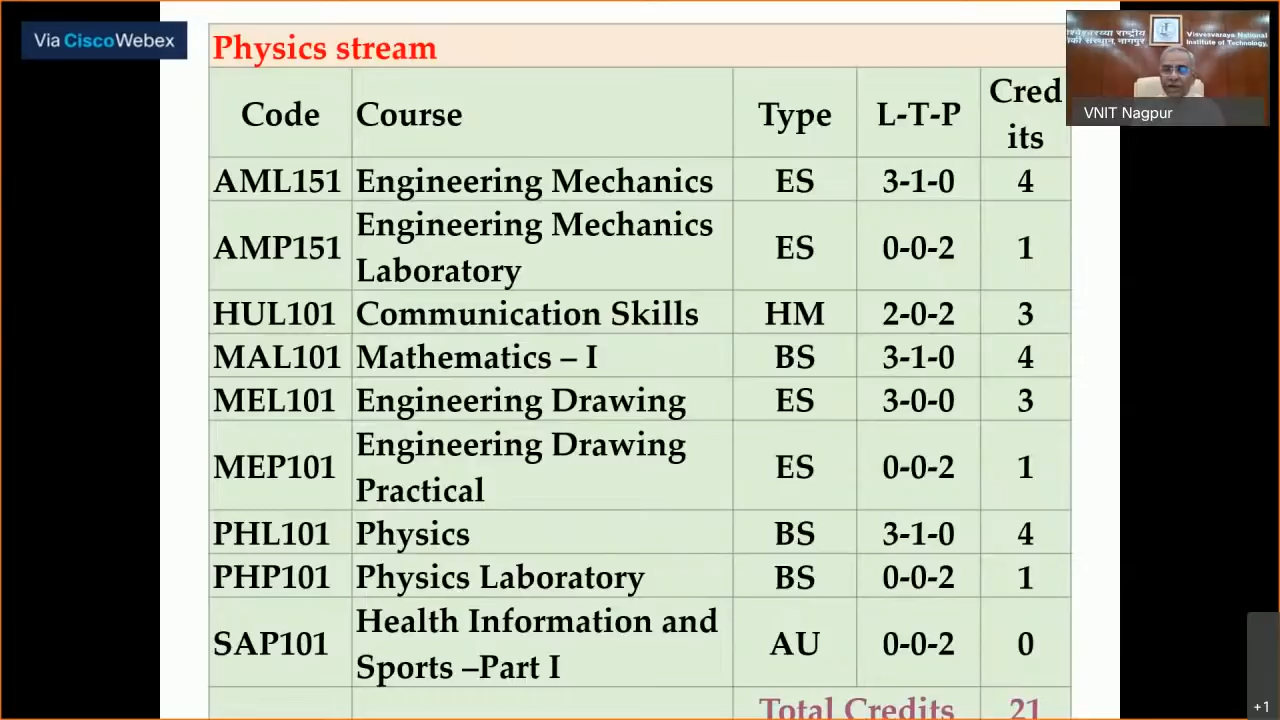 Via CiscoWebex
Physics stream
Code Course Type L-T-P Cred
its
AML151 Engineering Mechanics ES 3-1-0 4
AMP151 Engineering Mechanics
Laboratory ES 0-0-2 1
HUL101 Communication Skills HM 2-0-2 3
MAL101 Mathematics – I BS 3-1-0 4
MEL101 Engineering Drawing ES 3-0-0 3
MEP101 Engineering Drawing
Practical ES 0-0-2 1
PHL101 Physics BS 3-1-0 4
PHP101 Physics Laboratory BS 0-0-2 1
SAP101 Health Information and
Sports –Part I AU 0-0-2 0
Total Credits 21
Visvesvaraya National
Institute of Technology,
VNIT Nagpur
+1